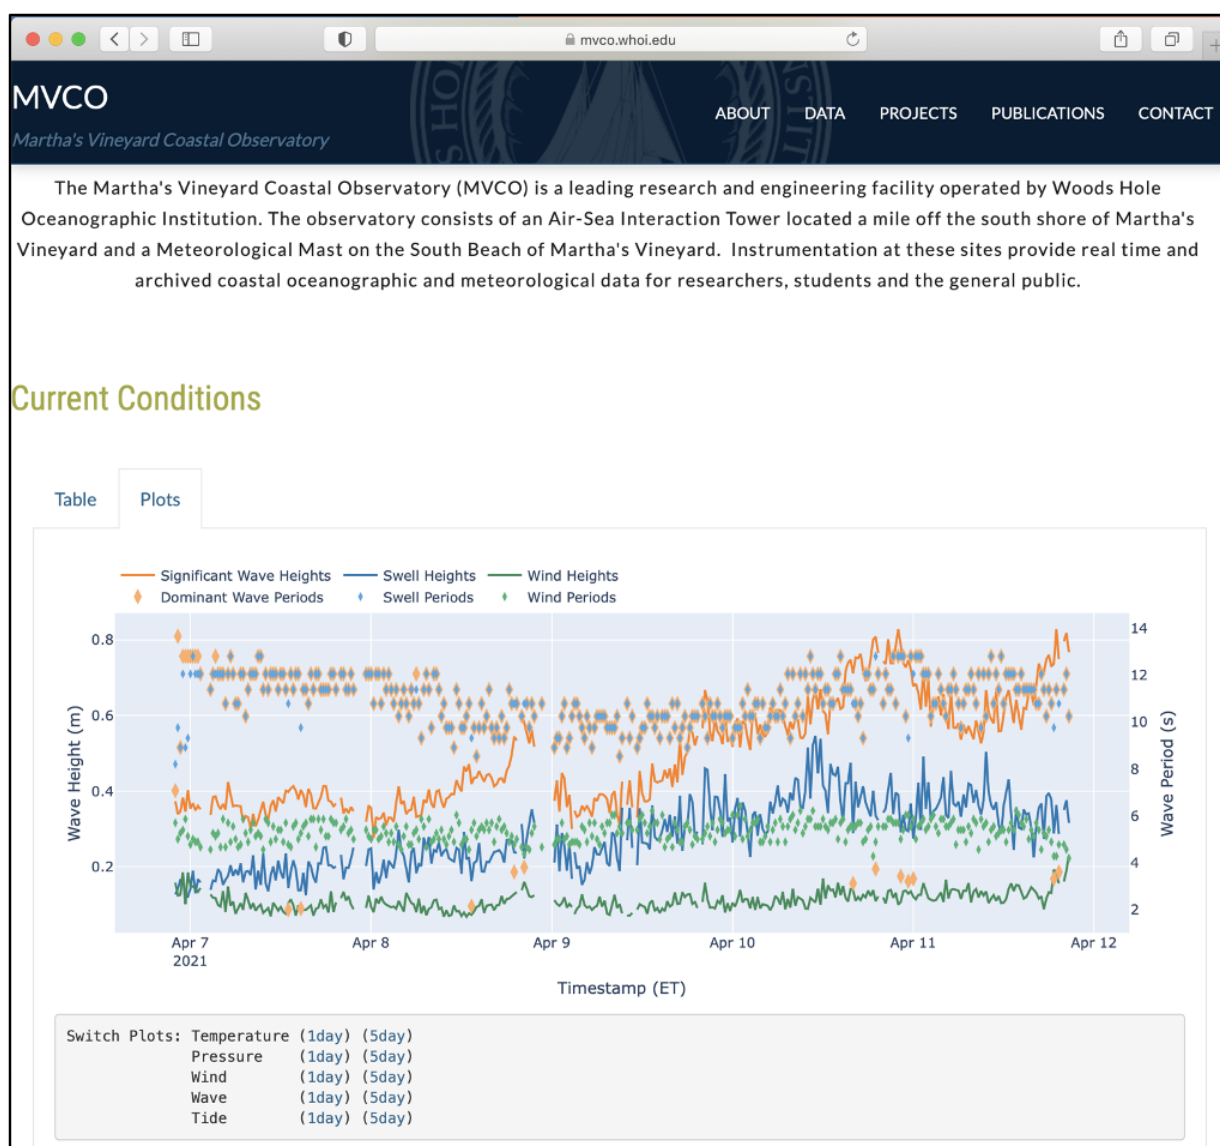 mvco.whoi.edu
MVCO
Martha's Vineyard Coastal Observatory
ABOUT DATA PROJECTS PUBLICATIONS CONTACT
The Martha's Vineyard Coastal Observatory (MVCO) is a leading research and engineering facility operated by Woods Hole
Oceanographic Institution. The observatory consists of an Air-Sea Interaction Tower located a mile off the south shore of Martha's
Vineyard and a Meteorological Mast on the South Beach of Martha's Vineyard. Instrumentation at these sites provide real time and
archived coastal oceanographic and meteorological data for researchers, students and the general public.
Current Conditions
Table Plots
Significant Wave Heights Swell Heights Wind Heights
Dominant Wave Periods Swell Periods Wind Periods
Wave Height (m)
0.8
0.6
0.4
0.2
14
12
10
8
6
4
2
Wave Period (s)
Apr 7 Apr 8 Apr 9 Apr 10 Apr 11 Apr 12
2021
Timestamp (ET)
Switch Plots: Temperature (1day) (5day)
Pressure (1day) (5day)
Wind (1day) (5day)
Wave (1day) (5day)
Tide (1day) (5day)